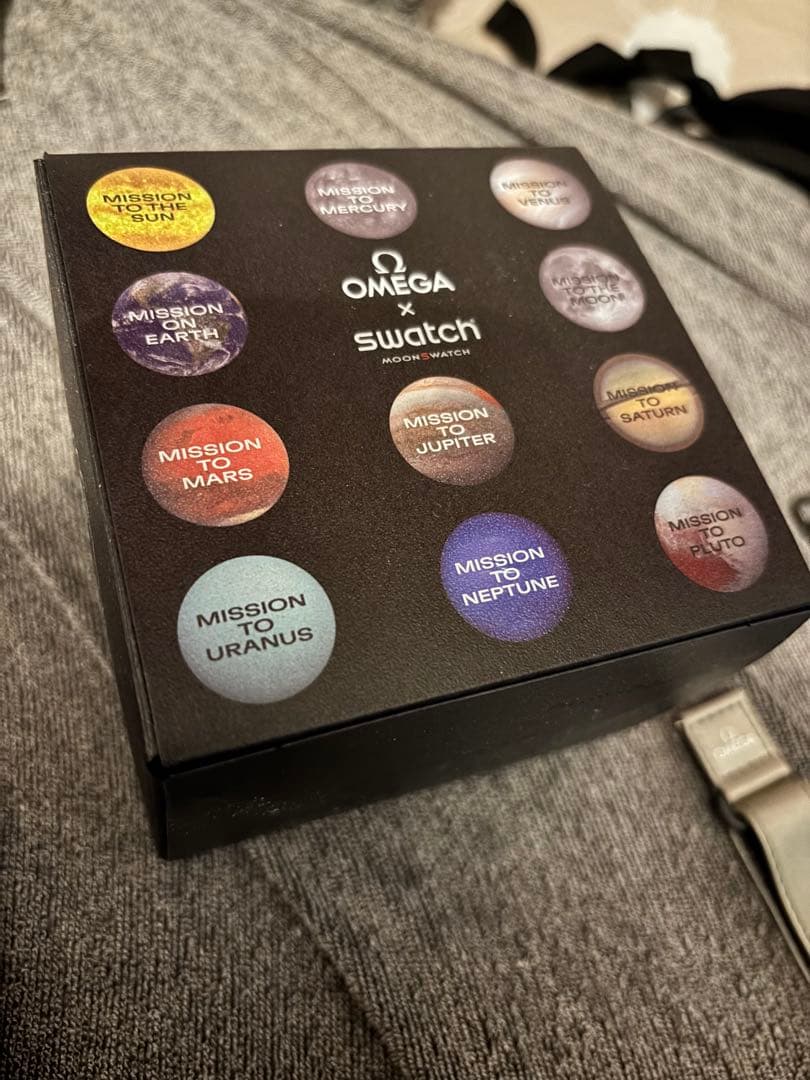 MISSION
TO THE
SUN
MISSION
TO
MERCURY
MISSION
TO
VENUS
Ω
OMEGA
×
swatch
MOONSWATCH
MISSION
ON
EARTH
MISSION
TO THE
MOON
MISSION
TO
MARS
MISSION
TO
JUPITER
MISSION
TO
SATURN
MISSION
TO
URANUS
MISSION
TO
NEPTUNE
MISSION
TO
PLUTO
Ω
OMEGA